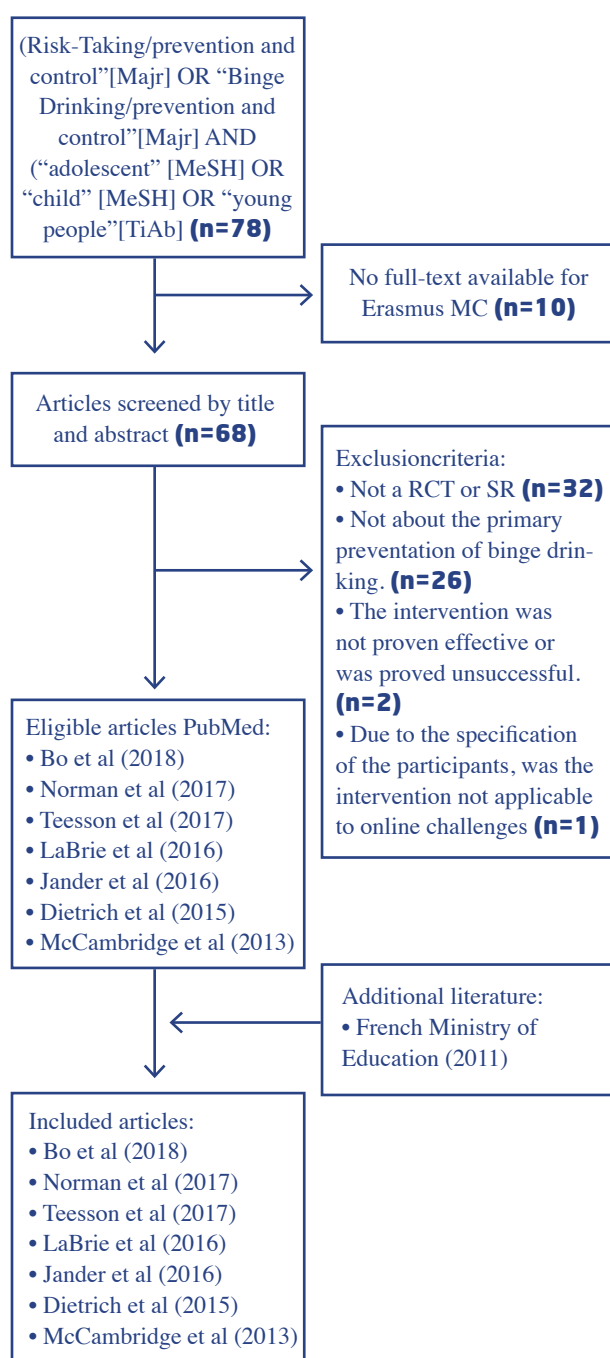 (Risk-Taking/prevention and
control”[Majr] OR “Binge
Drinking/prevention and
control”[Majr] AND
(“adolescent” [MeSH] OR
“child” [MeSH] OR “young
people”[TiAb] (n=78)
No full-text available for
Erasmus MC (n=10)
Articles screened by title
and abstract (n=68)
Exclusioncriteria:
• Not a RCT or SR (n=32)
• Not about the primary
preventation of binge drin-
king. (n=26)
• The intervention was
not proven effective or
was proved unsuccessful.
(n=2)
• Due to the specification
of the participants, was the
intervention not applicable
to online challenges (n=1)
Eligible articles PubMed:
• Bo et al (2018)
• Norman et al (2017)
• Teesson et al (2017)
• LaBrie et al (2016)
• Jander et al (2016)
• Dietrich et al (2015)
• McCambridge et al (2013)
Additional literature:
• French Ministry of
Education (2011)
Included articles:
• Bo et al (2018)
• Norman et al (2017)
• Teesson et al (2017)
• LaBrie et al (2016)
• Jander et al (2016)
• Dietrich et al (2015)
• McCambridge et al (2013)